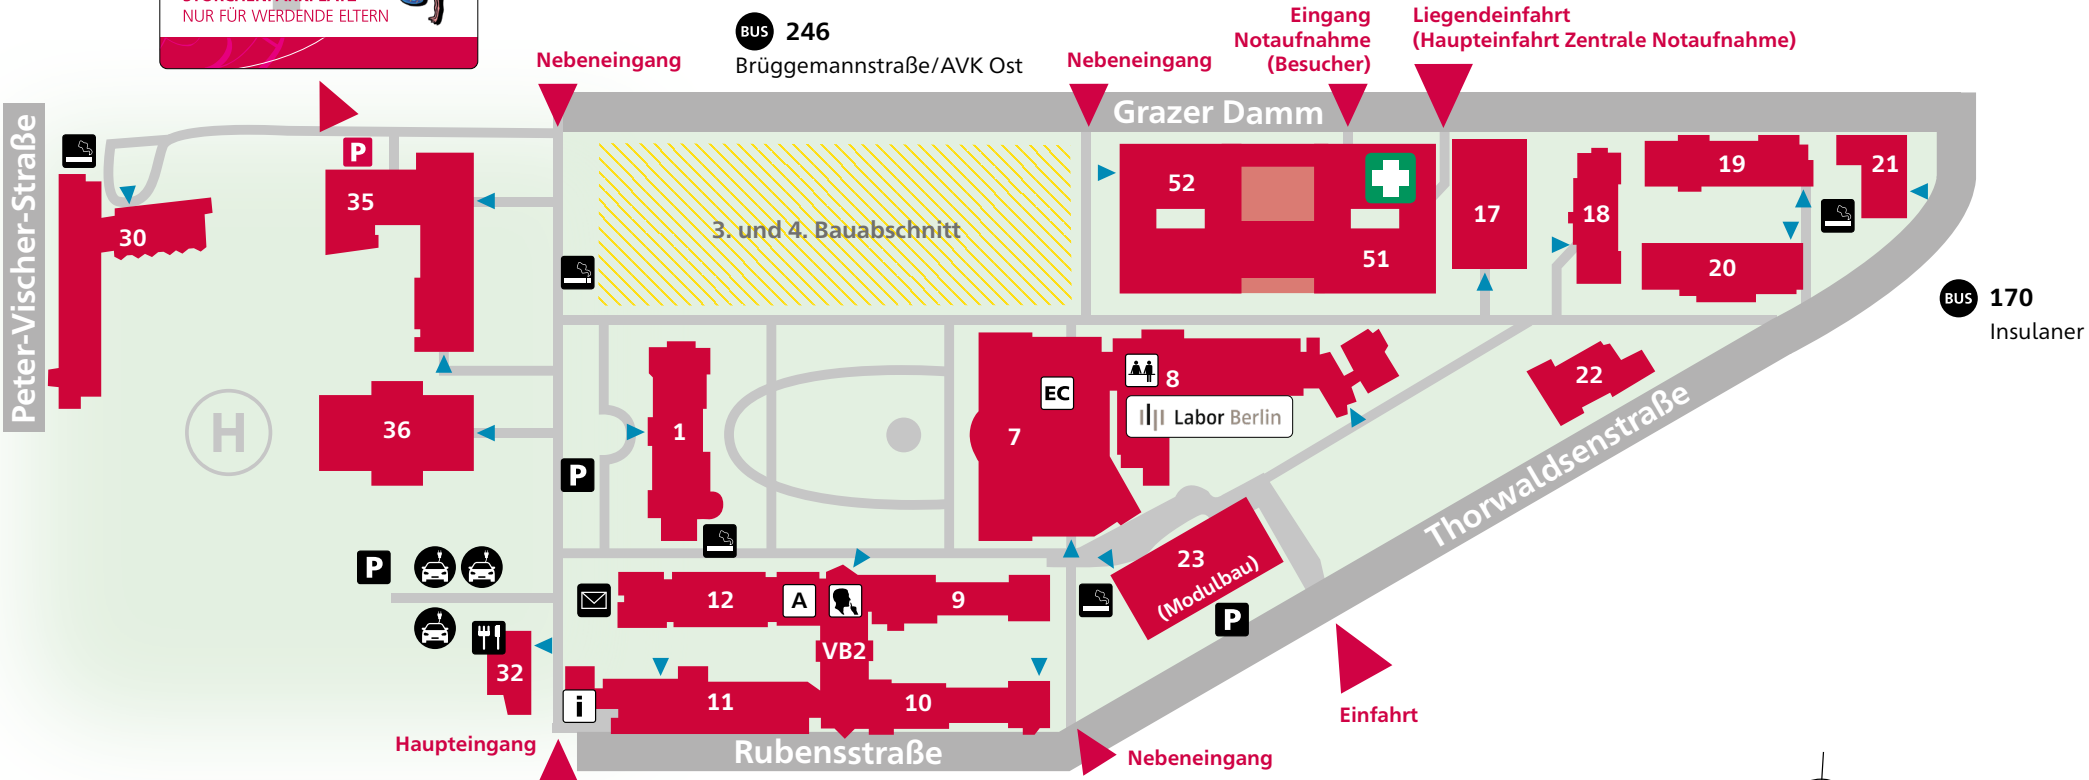 NUR FÜR WERDENDE ELTERN
BUS 246
Brüggemannstraße/AVK Ost
Nebeneingang
Nebeneingang
Eingang
Notaufnahme
(Besucher)
Liegendeinfahrt
(Haupteinfahrt Zentrale Notaufnahme)
Grazer Damm
Peter-Vischer-Straße
P
35
30
3. und 4. Bauabschnitt
52
51
17
18
19
20
21
BUS 170
Insulaner
H
36
P
1
7
EC
8
Labor Berlin
22
Thorwaldsenstraße
P
12
A
9
23
(Modulbau)
P
VB2
32
i
11
10
Haupteingang
Rubensstraße
Nebeneingang
Einfahrt